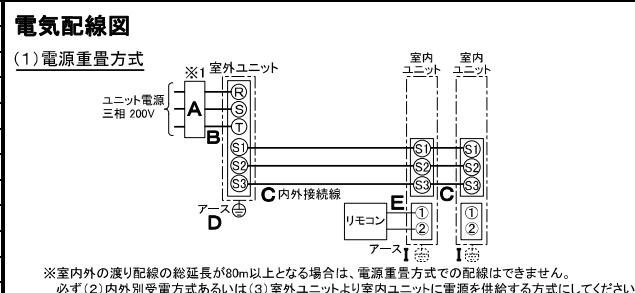 電気配線図
(1)電源重畳方式
※1 室外ユニット
室内
ユニット
室内
ユニット
ユニット電源
三相 200V
A
B
R
S
T
S1
S2
S3
S1
S2
S3
S1
S2
S3
C 内外接続線
C
アース
D
E
リモコン
①
②
①
②
アース I
I
※室内外の渡り配線の総延長が80m以上となる場合は、電源重畳方式での配線はできません。
必ず(2)内外別受電方式あるいは(3)室外ユニットより室内ユニットに電源を供給する方式にしてください